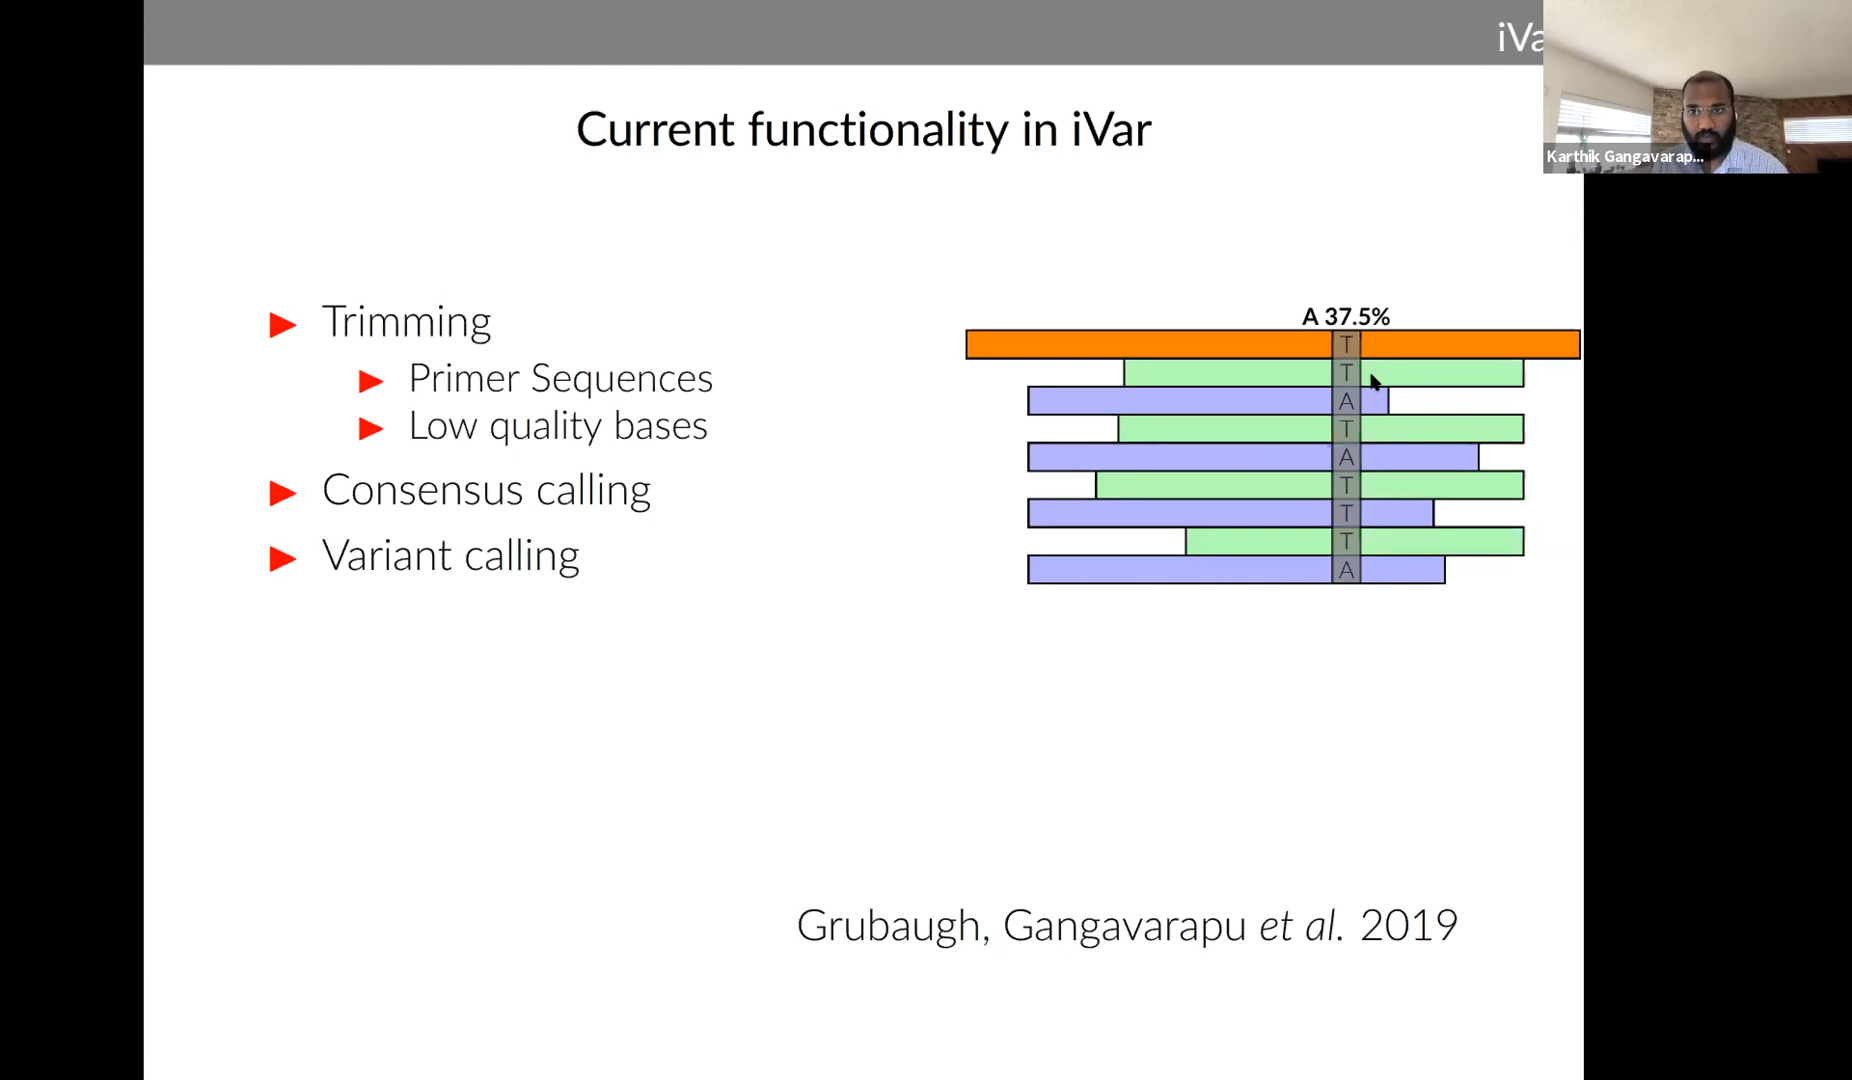 iVa
Karthik Gangavarap...
Current functionality in iVar
Trimming
Primer Sequences
Low quality bases
Consensus calling
Variant calling
A 37.5%
T
T
A
T
A
T
T
T
A
Grubaugh, Gangavarapu et al. 2019